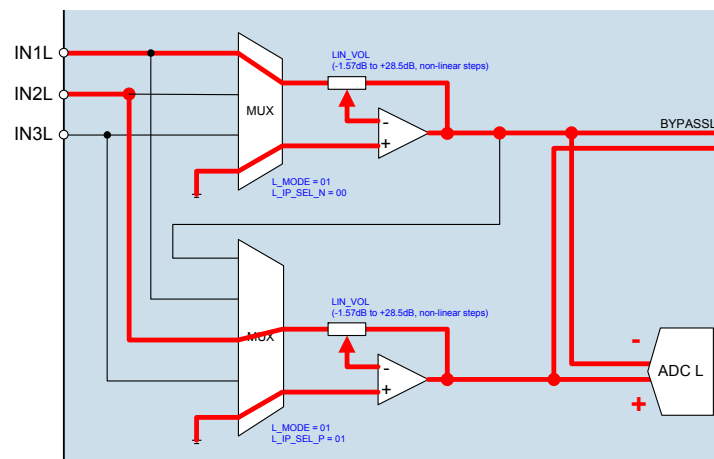 IN1L
IN2L
IN3L
LIN_VOL
(-1.57dB to +28.5dB, non-linear steps)
MUX
-
+
BYPASSL
L_MODE = 01
L_IP_SEL_N = 00
LIN_VOL
(-1.57dB to +28.5dB, non-linear steps)
MUX
-
+
-
ADC L
+
L_MODE = 01
L_IP_SEL_P = 01